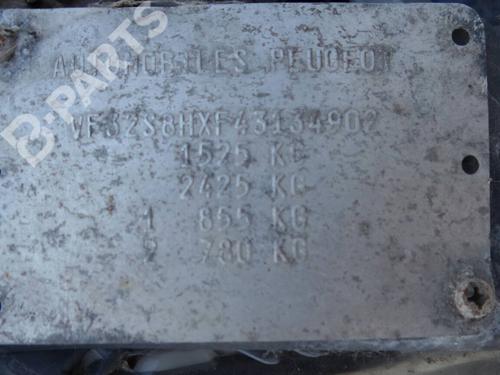 B-PARTS
AUTOMOBILES PEUGEOT
VF32S8HXF43134902
1525 KG
2425 KG
1 855 KG
2 780 KG